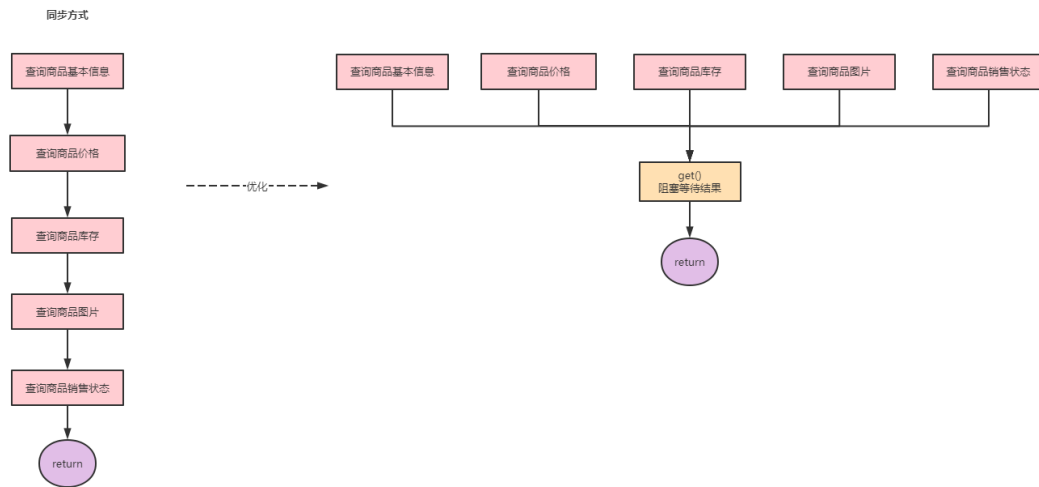 同步方式
查询商品基本信息
查询商品价格
查询商品库存
查询商品图片
查询商品销售状态
return
优化
查询商品基本信息
查询商品价格
查询商品库存
查询商品图片
查询商品销售状态
get()
阻塞等待结果
return